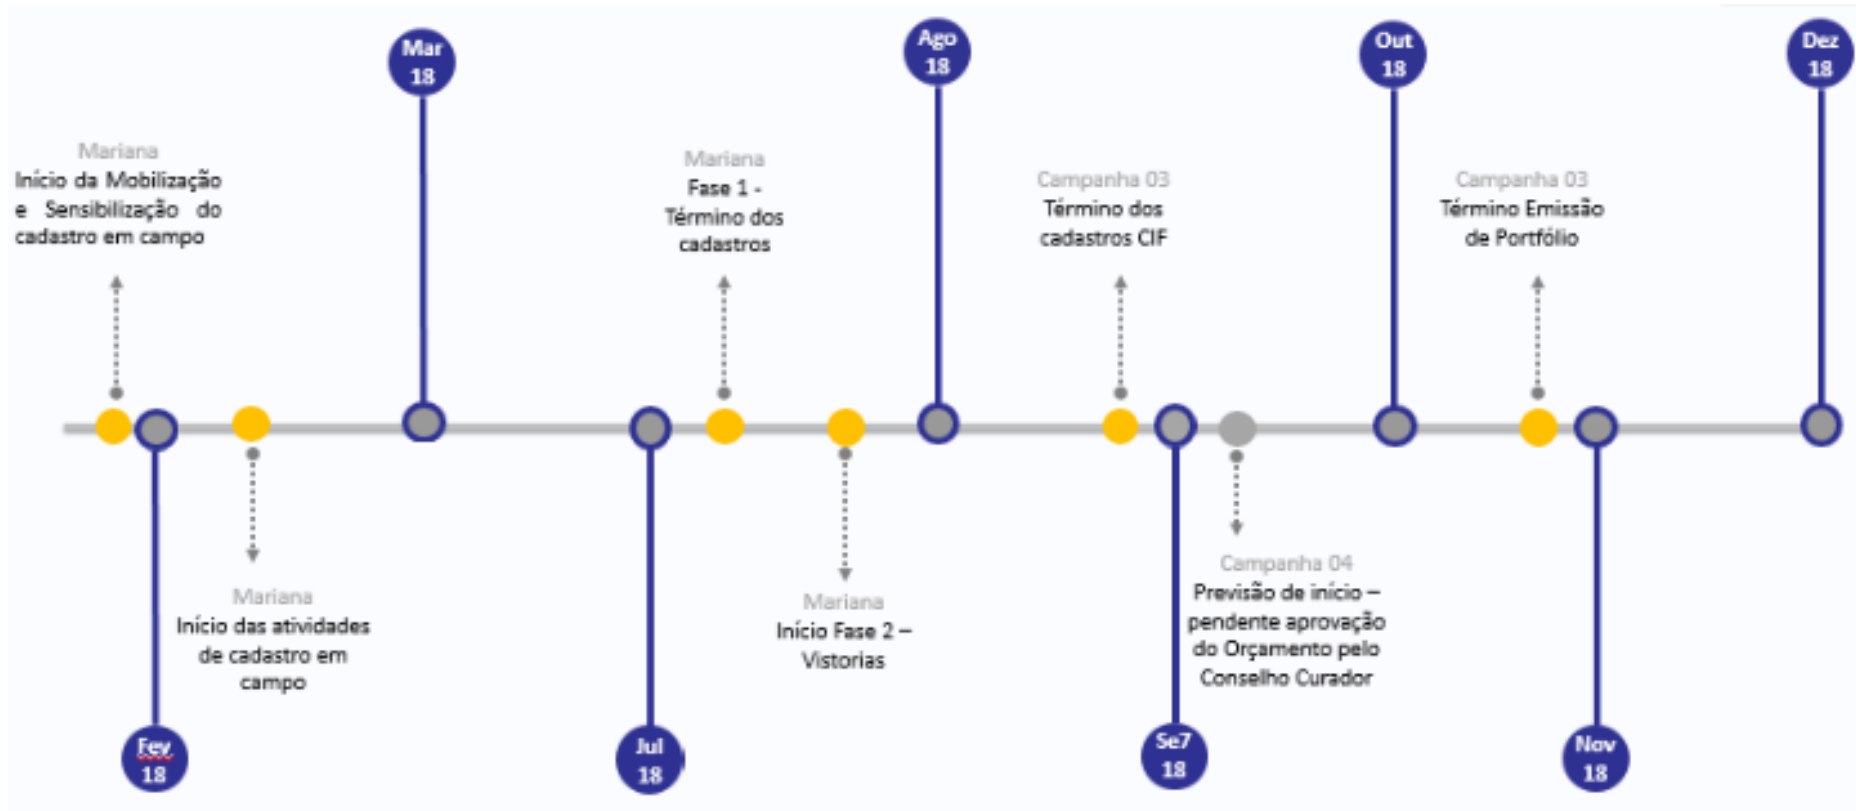 Mar
18
Ago
18
Out
18
Dez
18
Mariana
Início da Mobilização
e Sensibilização do
cadastro em campo
Mariana
Fase 1 -
Término dos
cadastros
Campanha 03
Término dos
cadastros CIF
Campanha 03
Término Emissão
de Portfólio
Mariana
Início das atividades
de cadastro em
campo
Mariana
Início Fase 2 –
Vistorias
Campanha 04
Previsão de início –
pendente aprovação
do Orçamento pelo
Conselho Curador
Fev
18
Jul
18
Se7
18
Nov
18